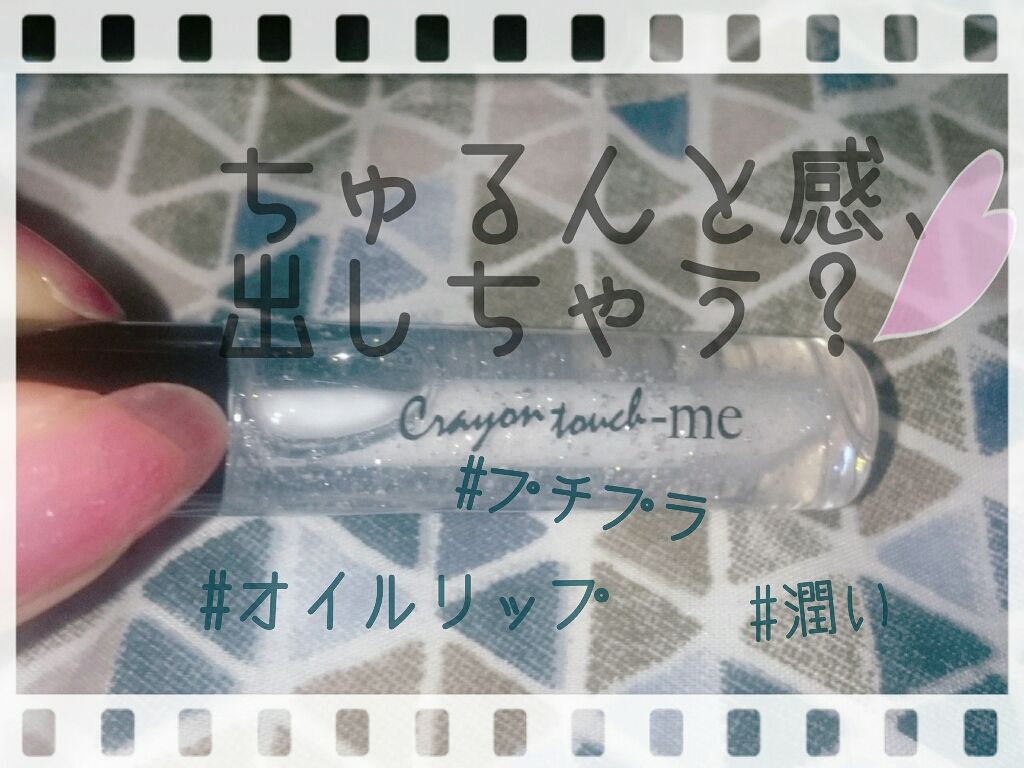 ちゅるんと感、
出しちゃう？
Crayon touch-me
#プチプラ
#オイルリップ
#潤い